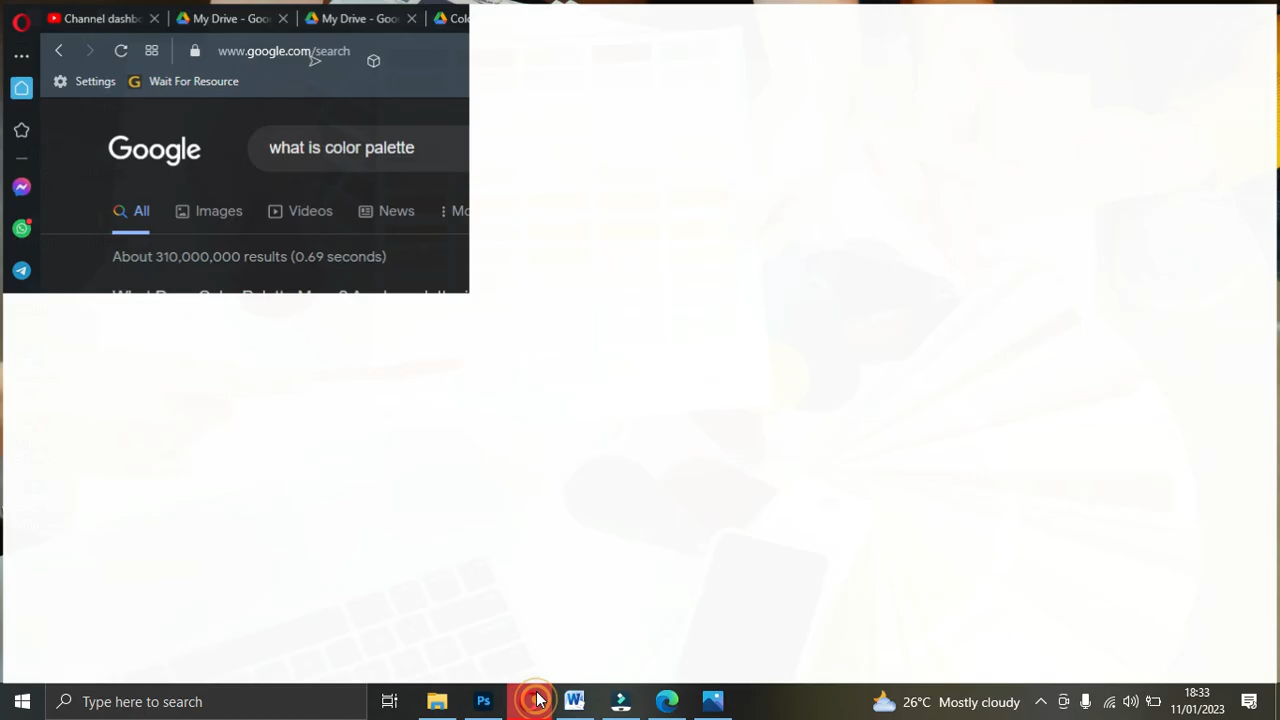 Channel dashb
My Drive - Goo
My Drive - Goo
Colo
www.google.com/search
Settings
Wait For Resource
Google
what is color palette
All
Images
Videos
News
Mo
About 310,000,000 results (0.69 seconds)
Ps
W
Type here to search
26°C Mostly cloudy
18:33
11/01/2023